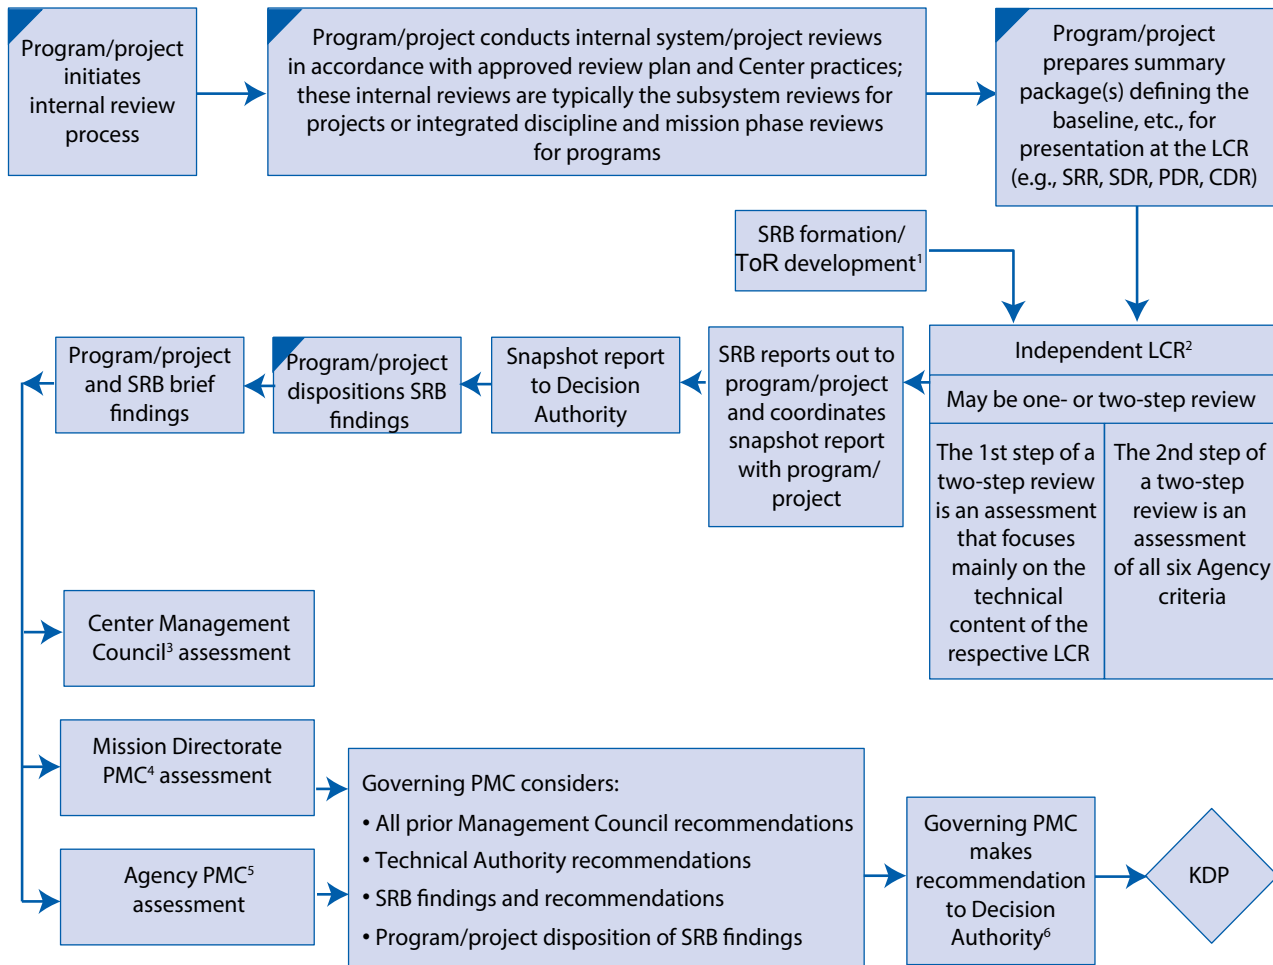 Program/project
initiates
internal review
process
Program/project conducts internal system/project reviews
in accordance with approved review plan and Center practices;
these internal reviews are typically the subsystem reviews for
projects or integrated discipline and mission phase reviews
for programs
Program/project
prepares summary
package(s) defining the
baseline, etc., for
presentation at the LCR
(e.g., SRR, SDR, PDR, CDR)
SRB formation/
ToR development¹
Independent LCR²
May be one- or two-step review
The 1st step of a
two-step review
is an assessment
that focuses
mainly on the
technical
content of the
respective LCR
The 2nd step of
a two-step
review is an
assessment
of all six Agency
criteria
SRB reports out to
program/project
and coordinates
snapshot report
with program/
project
Snapshot report
to Decision
Authority
Program/project
dispositions SRB
findings
Program/project
and SRB brief
findings
Center Management
Council³ assessment
Mission Directorate
PMC⁴ assessment
Agency PMC⁵
assessment
Governing PMC considers:
• All prior Management Council recommendations
• Technical Authority recommendations
• SRB findings and recommendations
• Program/project disposition of SRB findings
Governing PMC
makes
recommendation
to Decision
Authority⁶
KDP